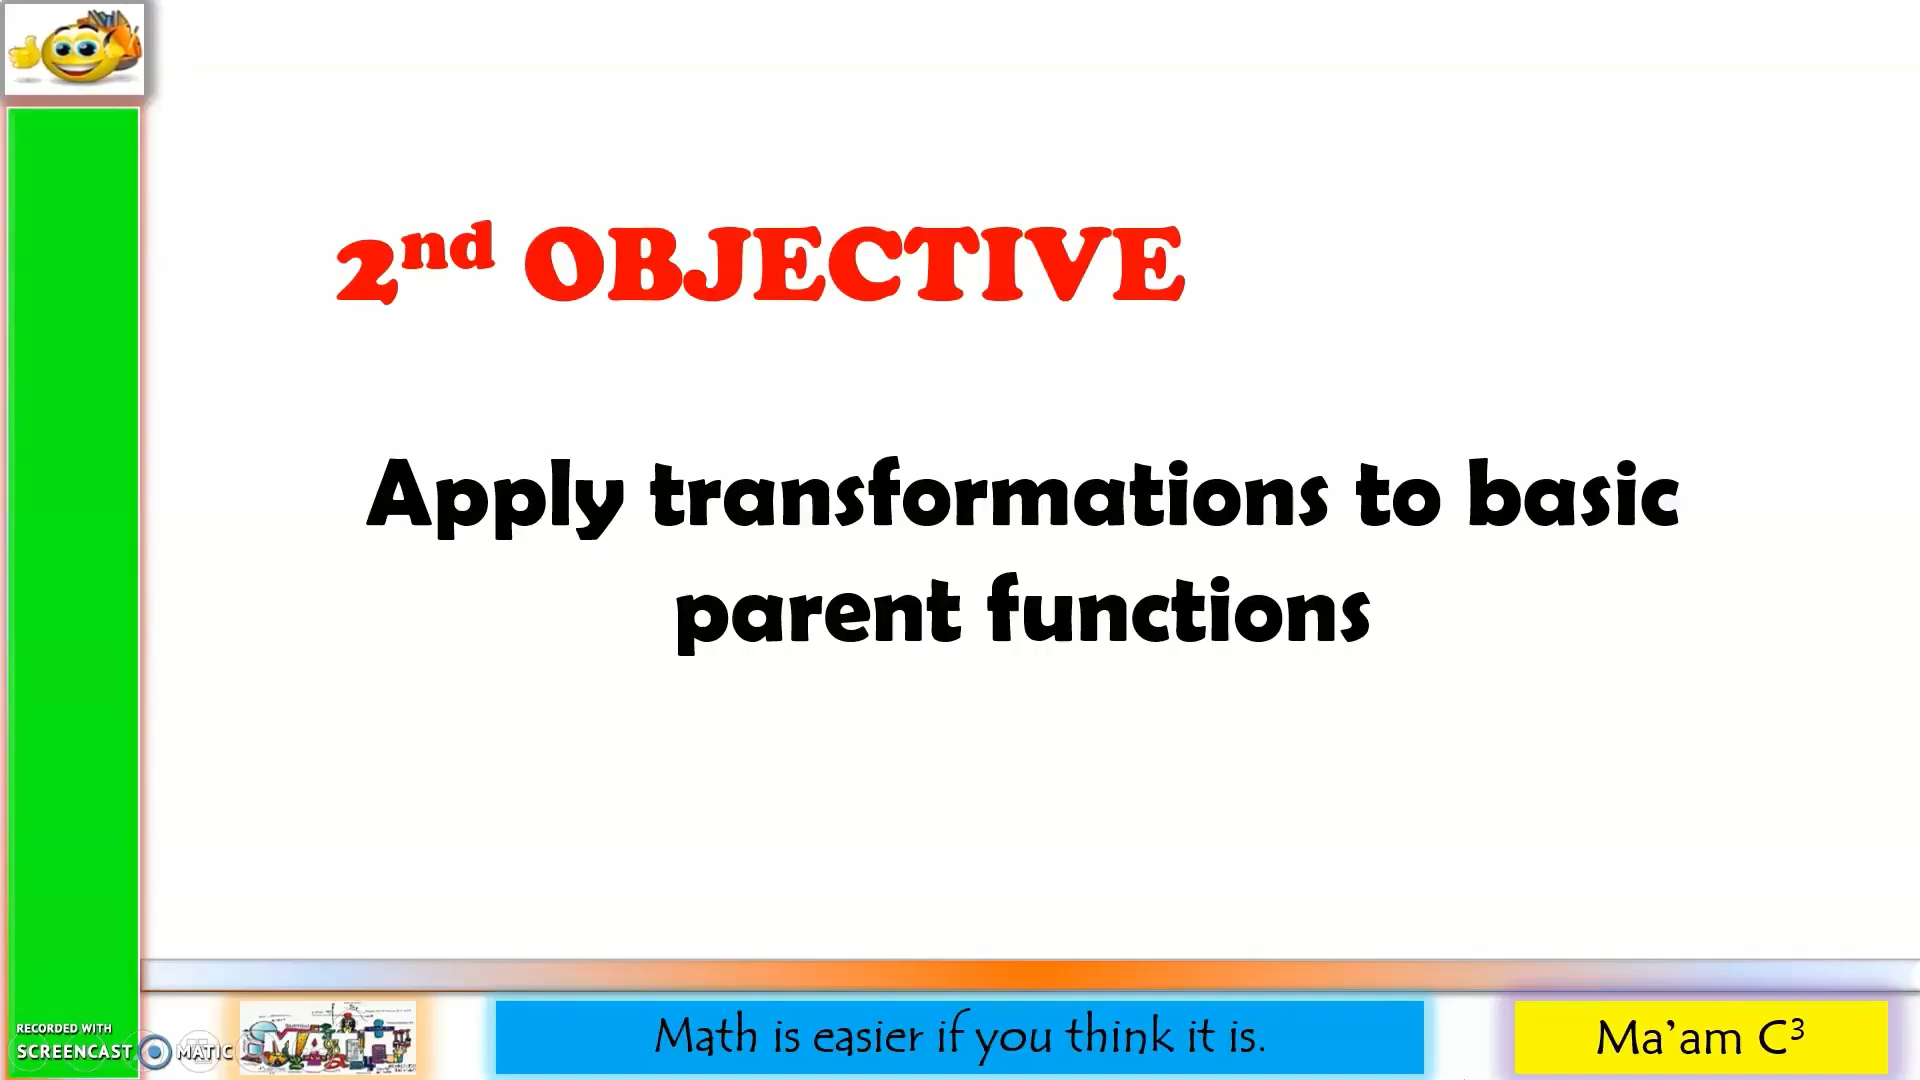 2nd OBJECTIVE
Apply transformations to basic
parent functions
RECORDED WITH
SCREENCAST MATIC
MATH
Math is easier if you think it is.
Ma'am C³